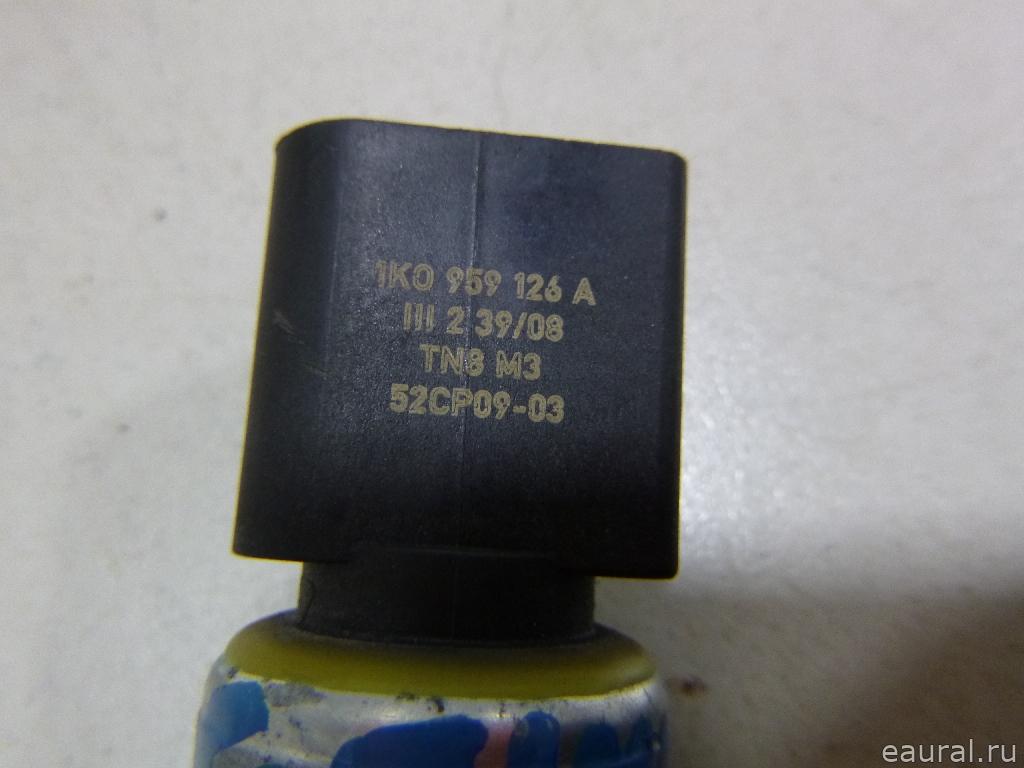 1K0 959 126 A
III 2 39/08
TN8 M3
52CP09-03
eaural.ru